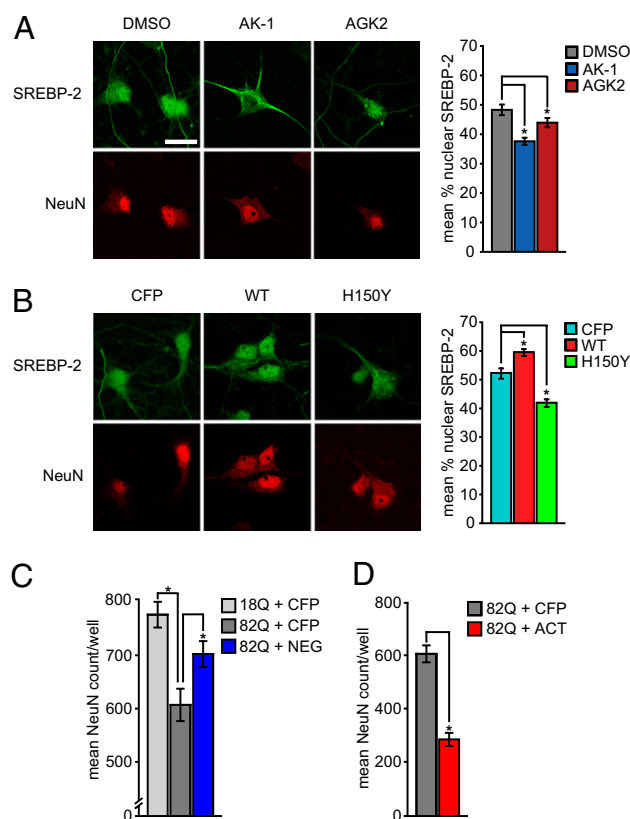 A
DMSO AK-1 AGK2
SREBP-2
NeuN
mean % nuclear SREBP-2
70
60
50
40
30
20
10
0
* *
DMSO
AK-1
AGK2
B
CFP WT H150Y
SREBP-2
NeuN
mean % nuclear SREBP-2
70
60
50
40
30
20
10
0
* *
CFP
WT
H150Y
C
mean NeuN count/well
800
700
600
500
0
* *
18Q + CFP
82Q + CFP
82Q + NEG
D
mean NeuN count/well
800
600
400
200
0
*
82Q + CFP
82Q + ACT